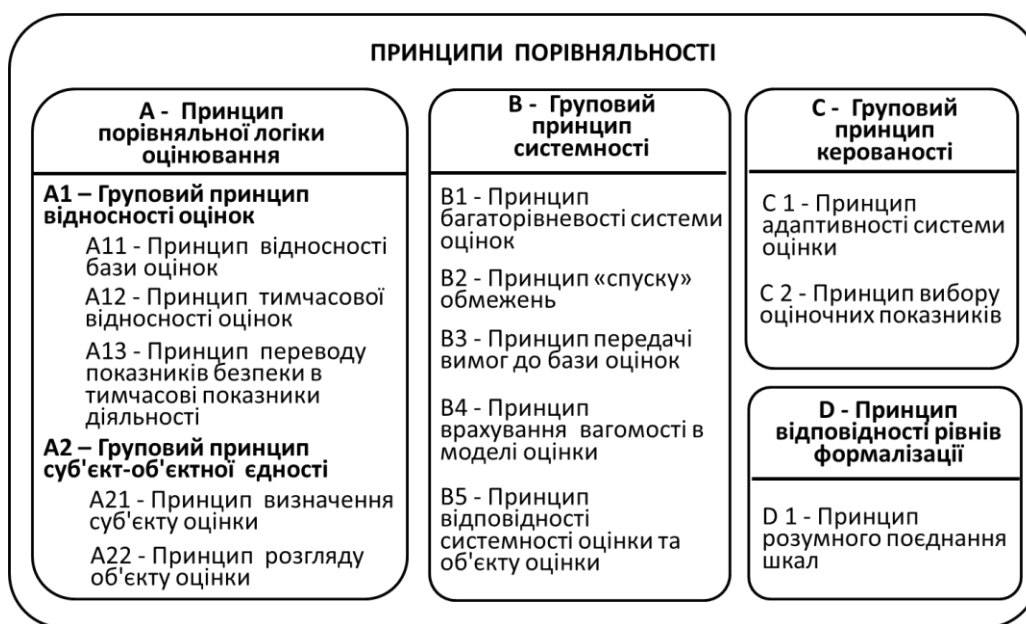 ПРИНЦИПИ ПОРІВНЯЛЬНОСТІ
А - Принцип
порівняльної логіки
оцінювання
А1 – Груповий принцип
відносності оцінок
А11 - Принцип відносності
бази оцінок
А12 - Принцип тимчасової
відносності оцінок
А13 - Принцип переводу
показників безпеки в
тимчасові показники
діяльності
А2 – Груповий принцип
суб'єкт-об'єктної єдності
А21 - Принцип визначення
суб'єкту оцінки
А22 - Принцип розгляду
об'єкту оцінки
В - Груповий
принцип
системності
В1 - Принцип
багаторівневості системи
оцінок
В2 - Принцип «спуску»
обмежень
В3 - Принцип передачі
вимог до бази оцінок
В4 - Принцип
врахування вагомості в
моделі оцінки
В5 - Принцип
відповідності
системності оцінки та
об'єкту оцінки
С - Груповий
принцип
керованості
С 1 - Принцип
адаптивності системи
оцінки
С 2 - Принцип вибору
оціночних показників
D - Принцип
відповідності рівнів
формалізації
D 1 - Принцип
розумного поєднання
шкал